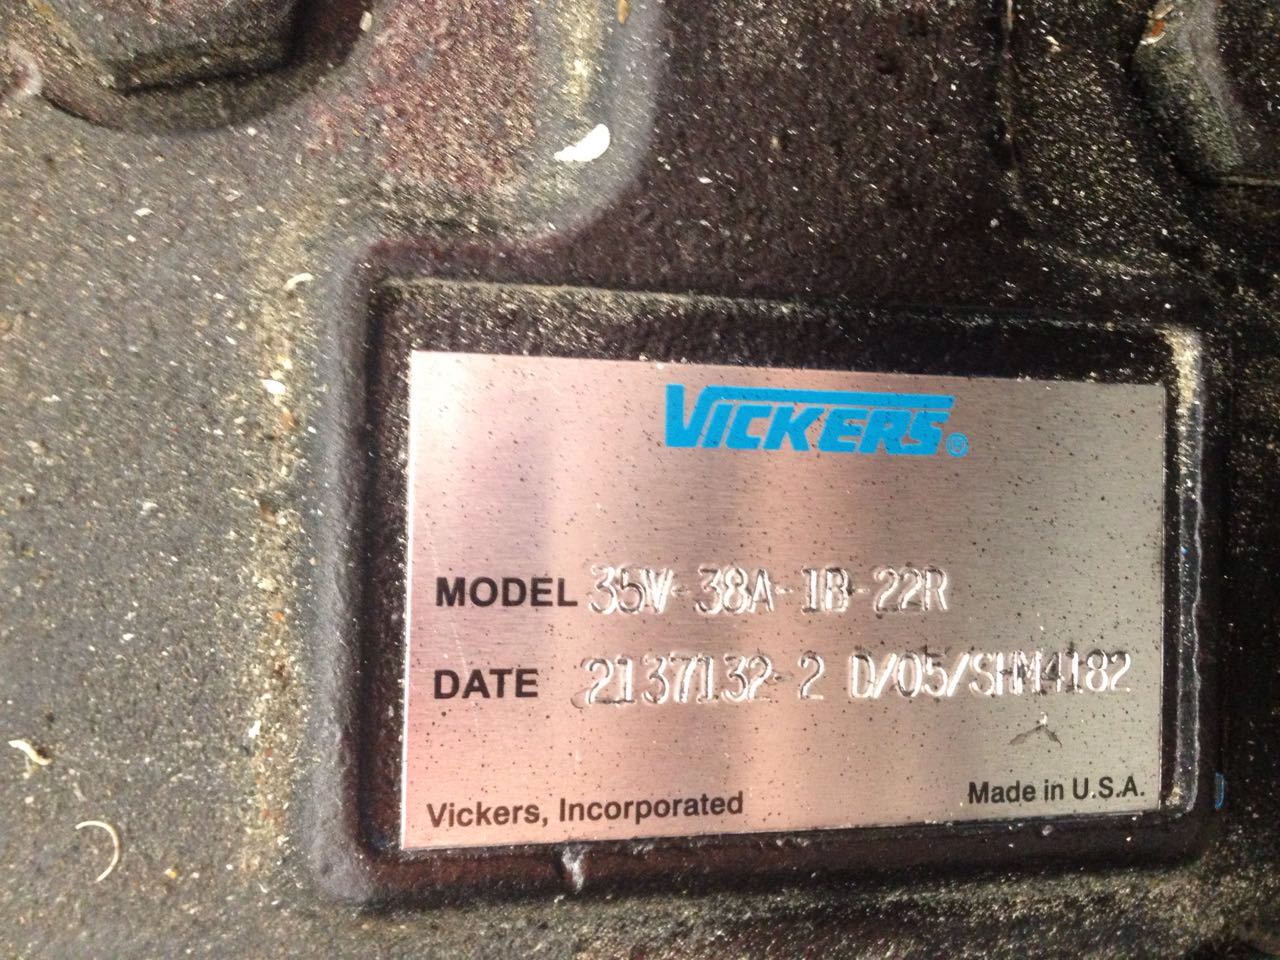 VICKERS®
MODEL 35V-38A-1B-22R
DATE 2137132-2 D/05/SHM4182
Vickers, Incorporated
Made in U.S.A.